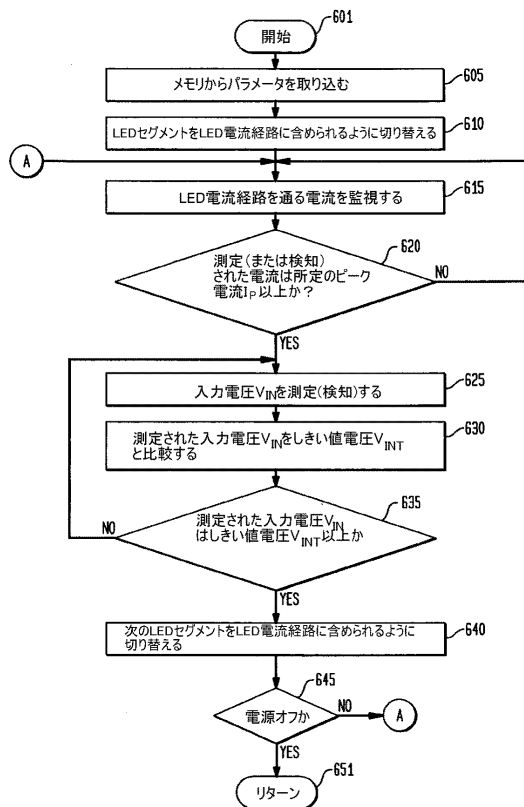 601
開始
605
メモリからパラメータを取り込む
610
LEDセグメントをLED電流経路に含められるように切り替える
A
615
LED電流経路を通る電流を監視する
620
測定(または検知)
された電流は所定のピーク
電流IP以上か?
NO
YES
625
入力電圧VINを測定(検知)する
630
測定された入力電圧VINをしきい値電圧VINT
と比較する
635
測定された入力電圧VIN
はしきい値電圧VINT以上か
NO
YES
640
次のLEDセグメントをLED電流経路に含められるように
切り替える
645
電源オフか
NO
A
YES
651
リターン